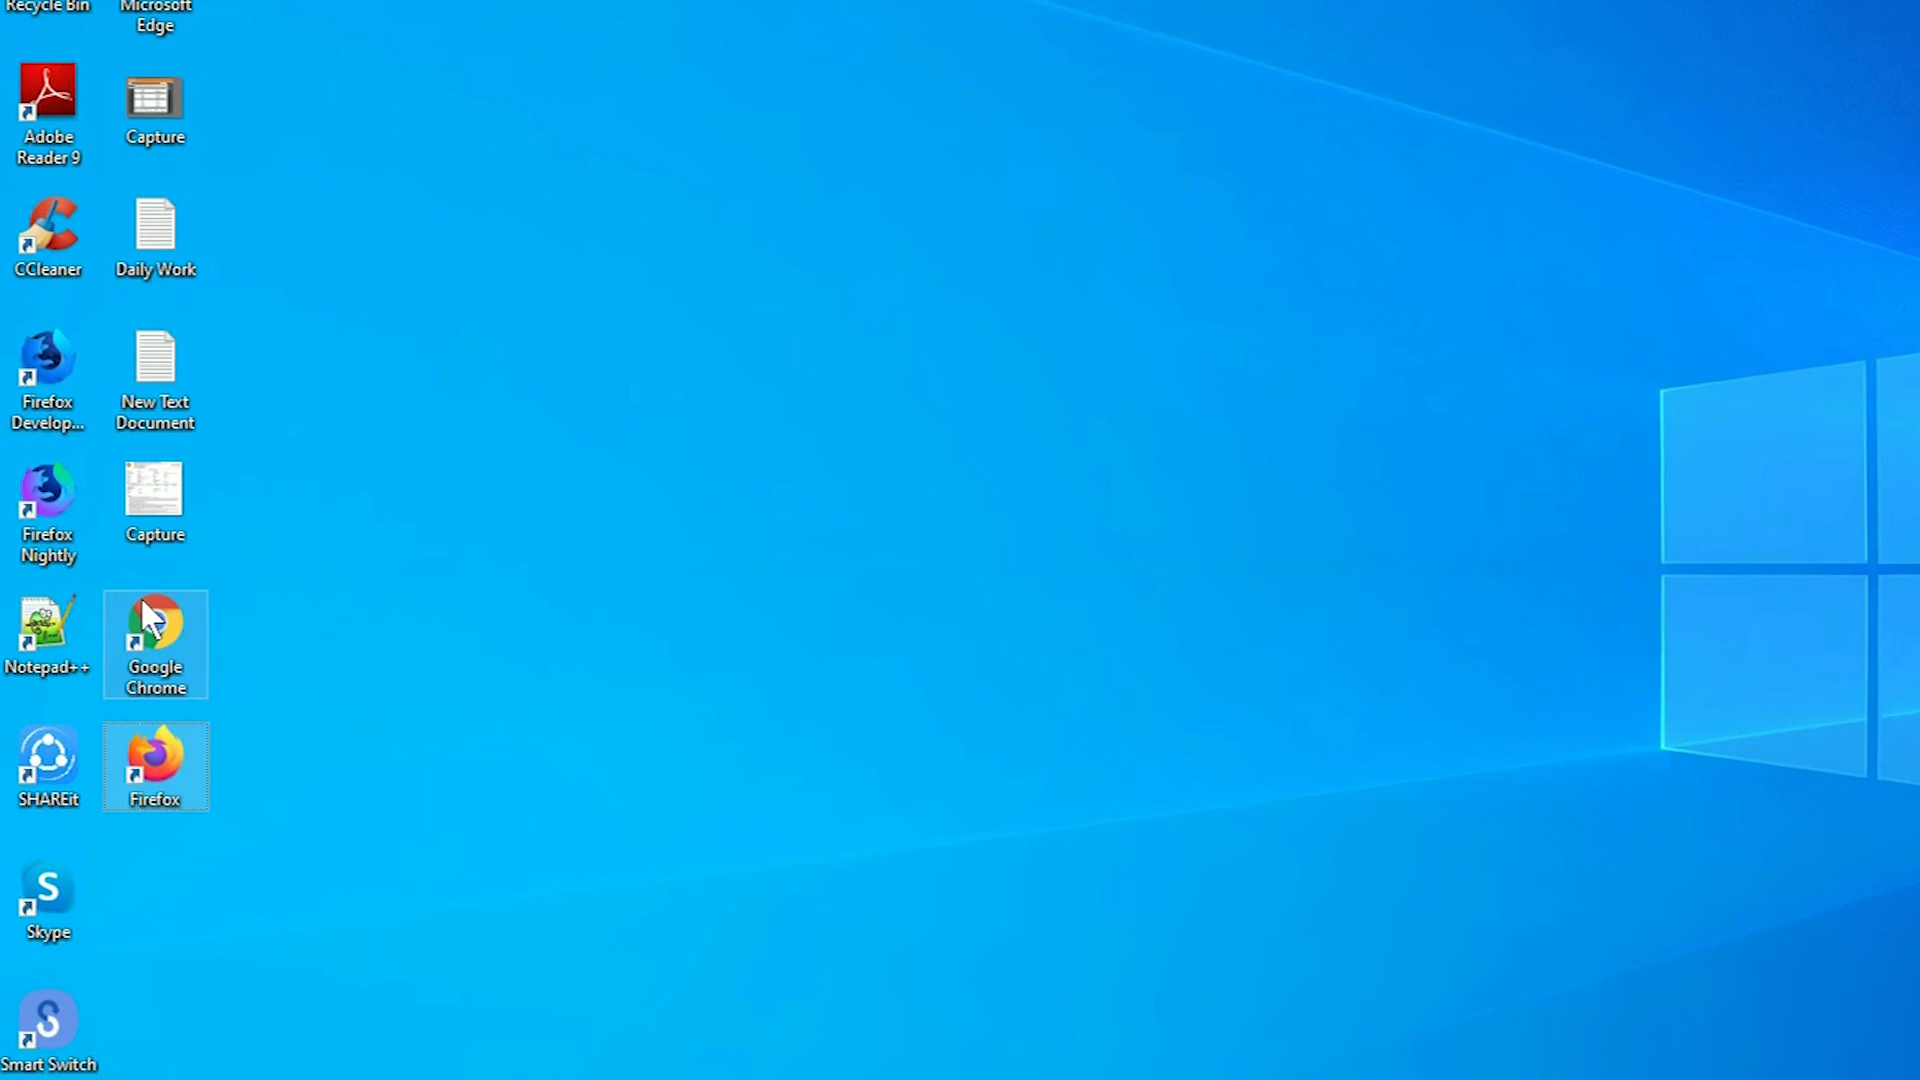 Recycle Bin
Microsoft
Edge
Adobe
Reader 9
Capture
CCleaner
Daily Work
Firefox
Develop...
New Text
Document
Firefox
Nightly
Capture
Notepad++
Google
Chrome
SHAREit
Firefox
S
Skype
S
Smart Switch